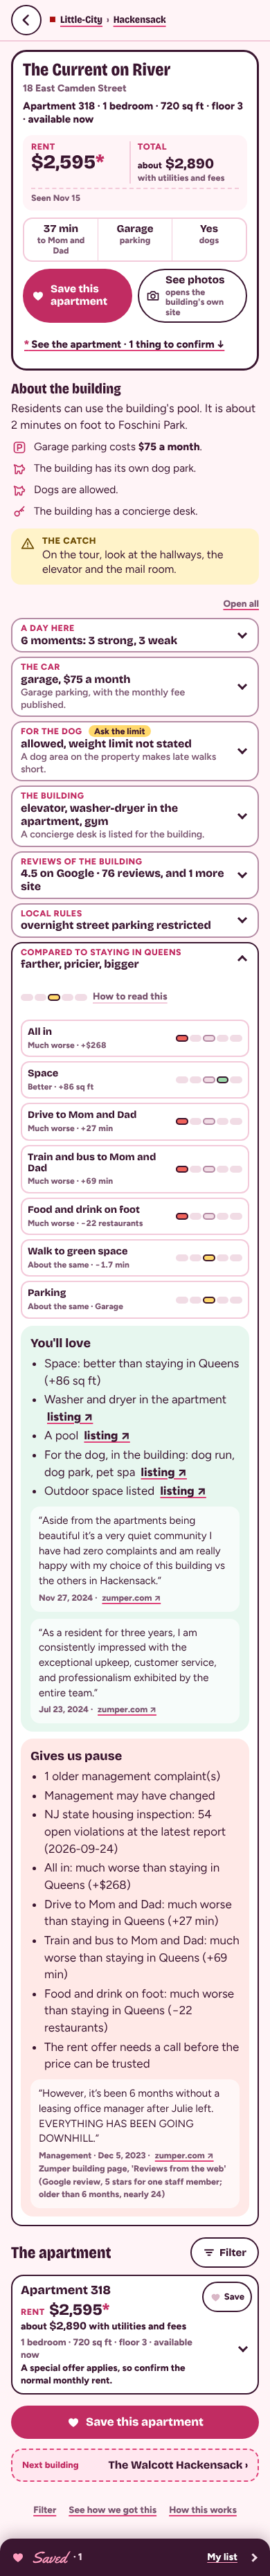 Little-City › Hackensack
The Current on River
18 East Camden Street
Apartment 318 · 1 bedroom · 720 sq ft · floor 3
· available now
RENT
$2,595*
TOTAL
about $2,890
with utilities and fees
Seen Nov 15
37 min
to Mom and
Dad
Garage
parking
Yes
dogs
Save this
apartment
See photos
opens the
building's own
site
* See the apartment · 1 thing to confirm ↓
About the building
Residents can use the building's pool. It is about
2 minutes on foot to Foschini Park.
Garage parking costs $75 a month.
The building has its own dog park.
Dogs are allowed.
The building has a concierge desk.
THE CATCH
On the tour, look at the hallways, the
elevator and the mail room.
Open all
A DAY HERE
6 moments: 3 strong, 3 weak
THE CAR
garage, $75 a month
Garage parking, with the monthly fee
published.
FOR THE DOG Ask the limit
allowed, weight limit not stated
A dog area on the property makes late walks
short.
THE BUILDING
elevator, washer-dryer in the
apartment, gym
A concierge desk is listed for the building.
REVIEWS OF THE BUILDING
4.5 on Google · 76 reviews, and 1 more
site
LOCAL RULES
overnight street parking restricted
COMPARED TO STAYING IN QUEENS
farther, pricier, bigger
How to read this
All in
Much worse · +$268
Space
Better · +86 sq ft
Drive to Mom and Dad
Much worse · +27 min
Train and bus to Mom and
Dad
Much worse · +69 min
Food and drink on foot
Much worse · −22 restaurants
Walk to green space
About the same · −1.7 min
Parking
About the same · Garage
You'll love
• Space: better than staying in Queens
(+86 sq ft)
• Washer and dryer in the apartment
listing ↗
• A pool listing ↗
• For the dog, in the building: dog run,
dog park, pet spa listing ↗
• Outdoor space listed listing ↗
“Aside from the apartments being
beautiful it’s a very quiet community I
have had zero complaints and am really
happy with my choice of this building vs
the others in Hackensack.”
Nov 27, 2024 · zumper.com ↗
“As a resident for three years, I am
consistently impressed with the
exceptional upkeep, customer service,
and professionalism exhibited by the
entire team.”
Jul 23, 2024 · zumper.com ↗
Gives us pause
• 1 older management complaint(s)
• Management may have changed
• NJ state housing inspection: 54
open violations at the latest report
(2026-09-24)
• All in: much worse than staying in
Queens (+$268)
• Drive to Mom and Dad: much worse
than staying in Queens (+27 min)
• Train and bus to Mom and Dad: much
worse than staying in Queens (+69
min)
• Food and drink on foot: much worse
than staying in Queens (−22
restaurants)
• The rent offer needs a call before the
price can be trusted
“However, it’s been 6 months without a
leasing office manager after Julie left.
EVERYTHING HAS BEEN GOING
DOWNHILL.”
Management · Dec 5, 2023 · zumper.com ↗
Zumper building page, 'Reviews from the web'
(Google review, 5 stars for one staff member;
older than 6 months, nearly 24)
The apartment
Filter
Apartment 318
RENT $2,595*
about $2,890 with utilities and fees
1 bedroom · 720 sq ft · floor 3 · available
now
A special offer applies, so confirm the
normal monthly rent.
Save
Save this apartment
Next building
The Walcott Hackensack ›
Filter
See how we got this
How this works
Saved · 1
My list